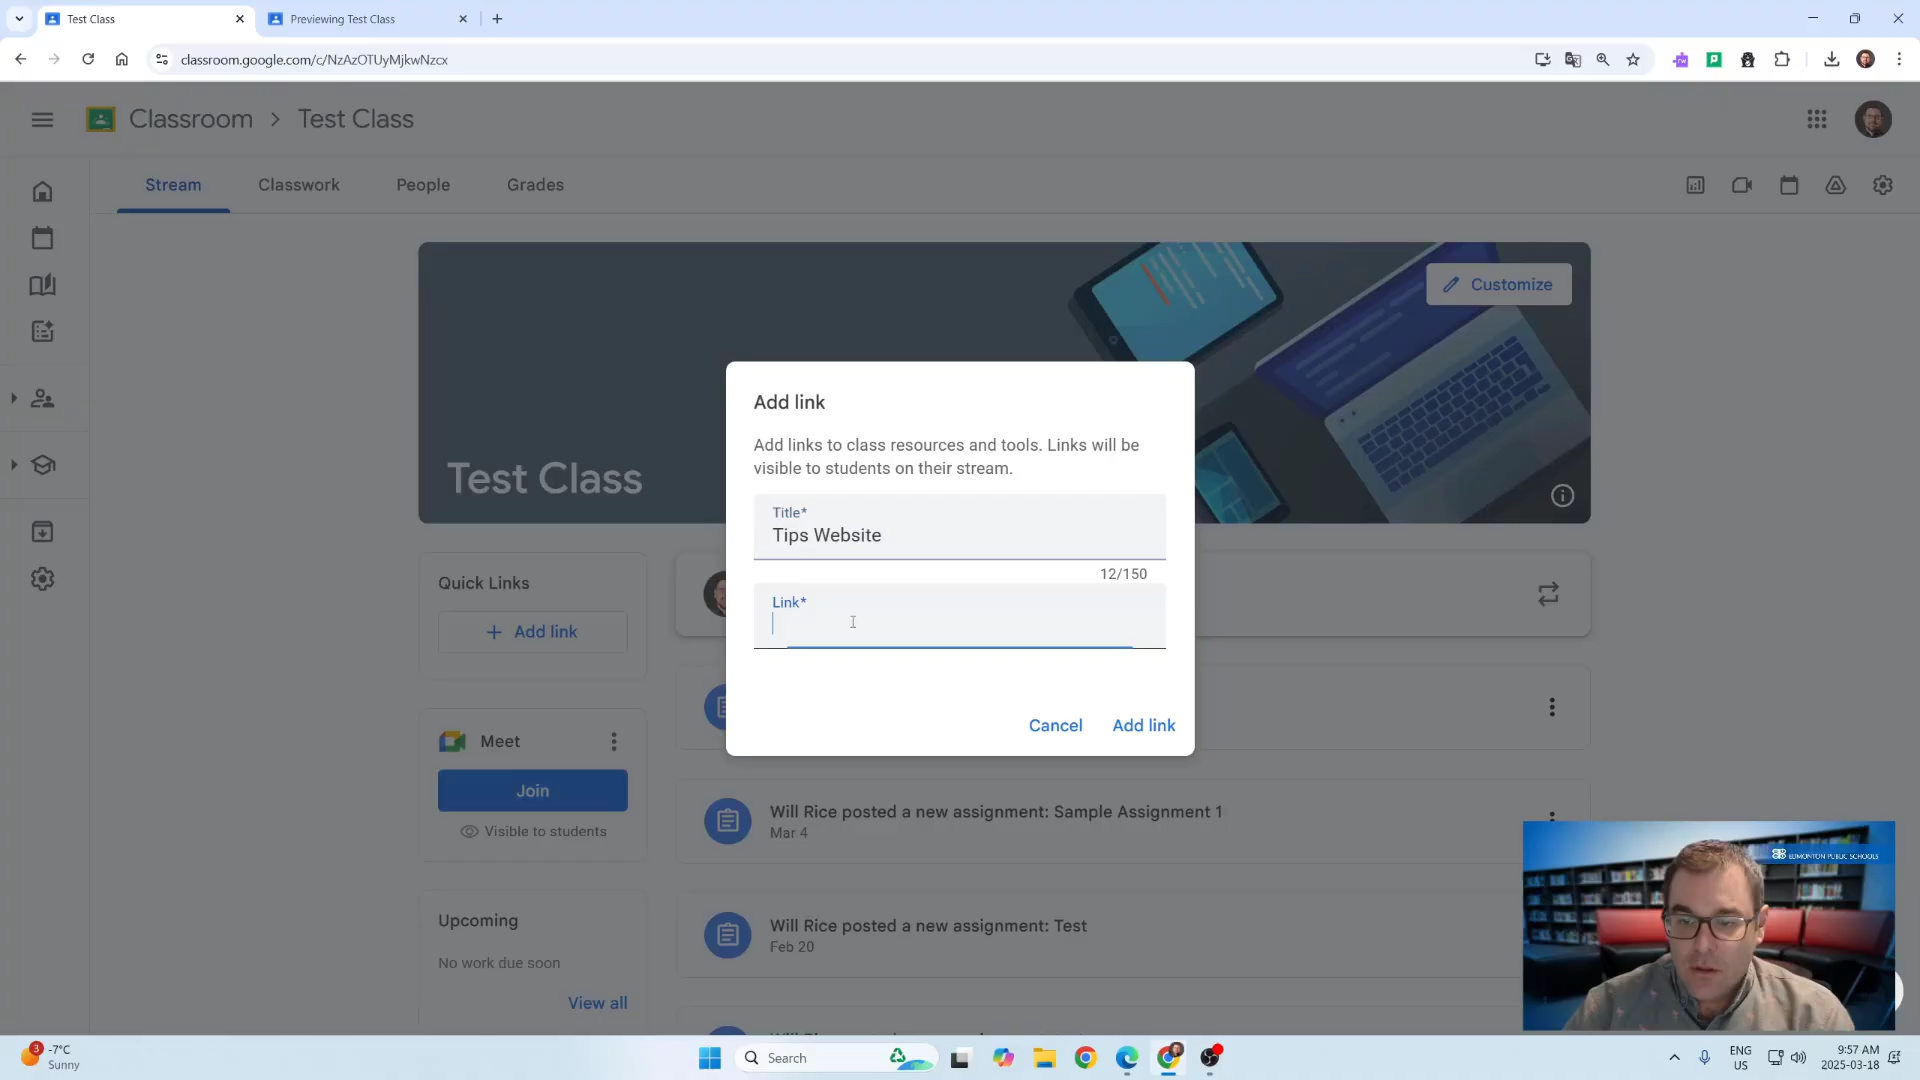 Test Class
Previewing Test Class
classroom.google.com/c/NzAzOTUyMjkwNzcx
Classroom > Test Class
Stream
Classwork
People
Grades
Customize
Test Class
Add link
Add links to class resources and tools. Links will be
visible to students on their stream.
Title*
Tips Website
12/150
Link*
Cancel
Add link
Quick Links
+ Add link
Meet
Join
Visible to students
Upcoming
No work due soon
View all
Will Rice posted a new assignment: Sample Assignment 1
Mar 4
Will Rice posted a new assignment: Test
Feb 20
EDMONTON PUBLIC SCHOOLS
3
-7°C
Sunny
Search
ENG
US
9:57 AM
2025-03-18